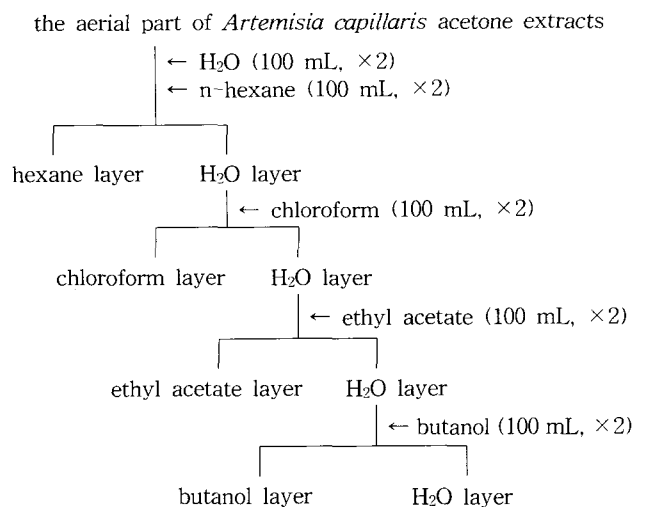 the aerial part of Artemisia capillaris acetone extracts
← H₂O (100 mL, ×2)
← n-hexane (100 mL, ×2)
hexane layer H₂O layer
← chloroform (100 mL, ×2)
chloroform layer H₂O layer
← ethyl acetate (100 mL, ×2)
ethyl acetate layer H₂O layer
← butanol (100 mL, ×2)
butanol layer H₂O layer